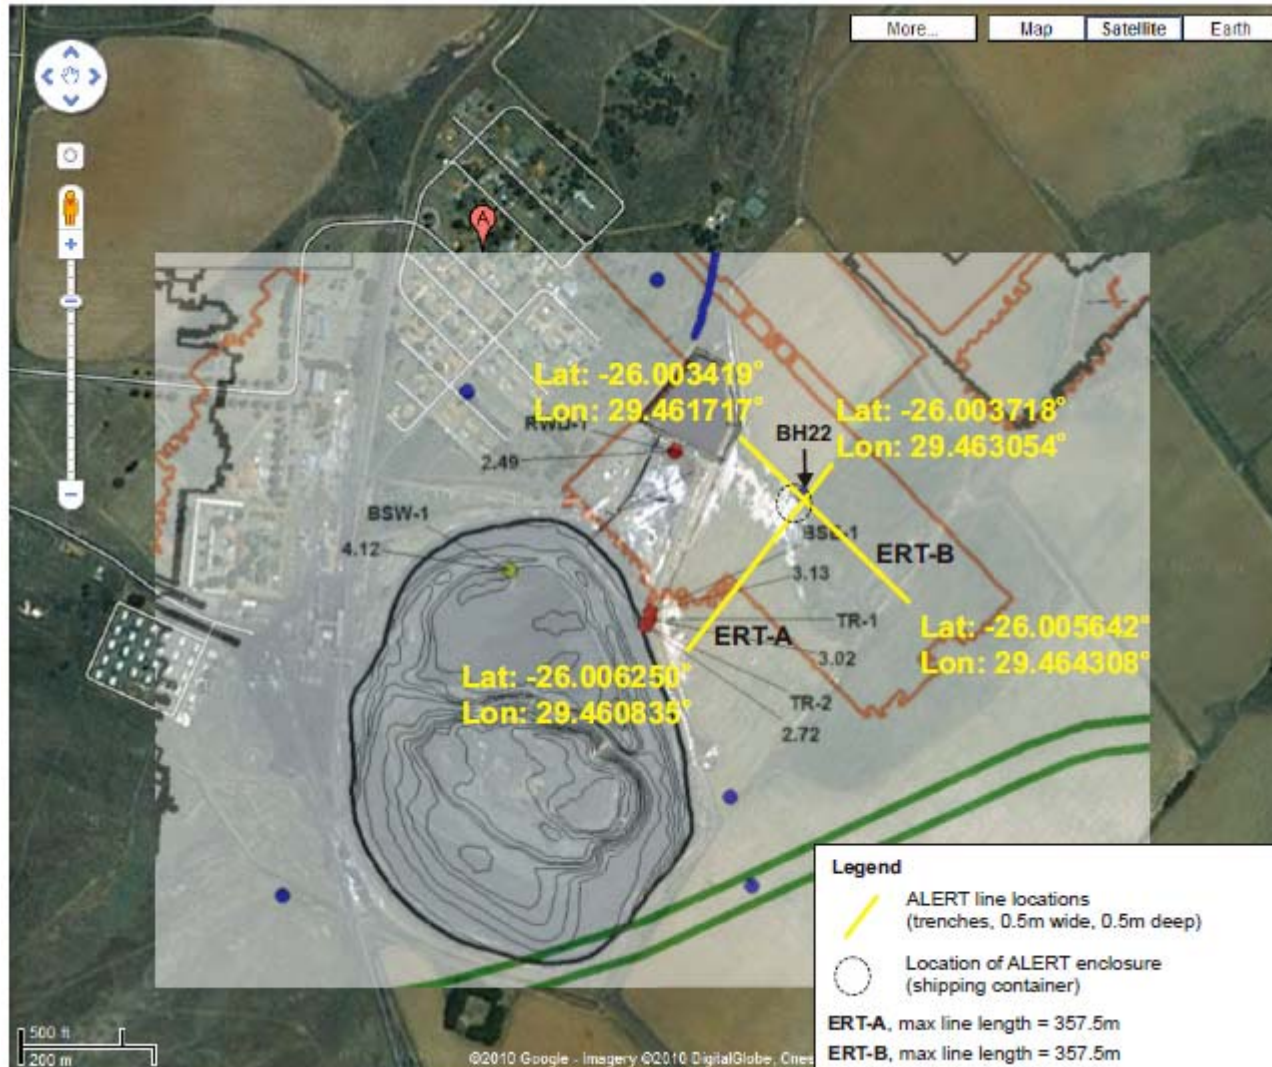 More...
Map
Satellite
Earth
A
Lat: -26.003419°
Lon: 29.461717°
Lat: -26.003718°
Lon: 29.463054°
RWD-1
BH22
2.49
BSW-1
4.12
BSE-1
ERT-B
3.13
TR-1
ERT-A
3.02
Lat: -26.005642°
Lon: 29.464308°
Lat: -26.006250°
Lon: 29.460835°
TR-2
2.72
Legend
ALERT line locations
(trenches, 0.5m wide, 0.5m deep)
Location of ALERT enclosure
(shipping container)
ERT-A, max line length = 357.5m
ERT-B, max line length = 357.5m
500 ft
200 m
©2010 Google - Imagery ©2010 DigitalGlobe, Cnes